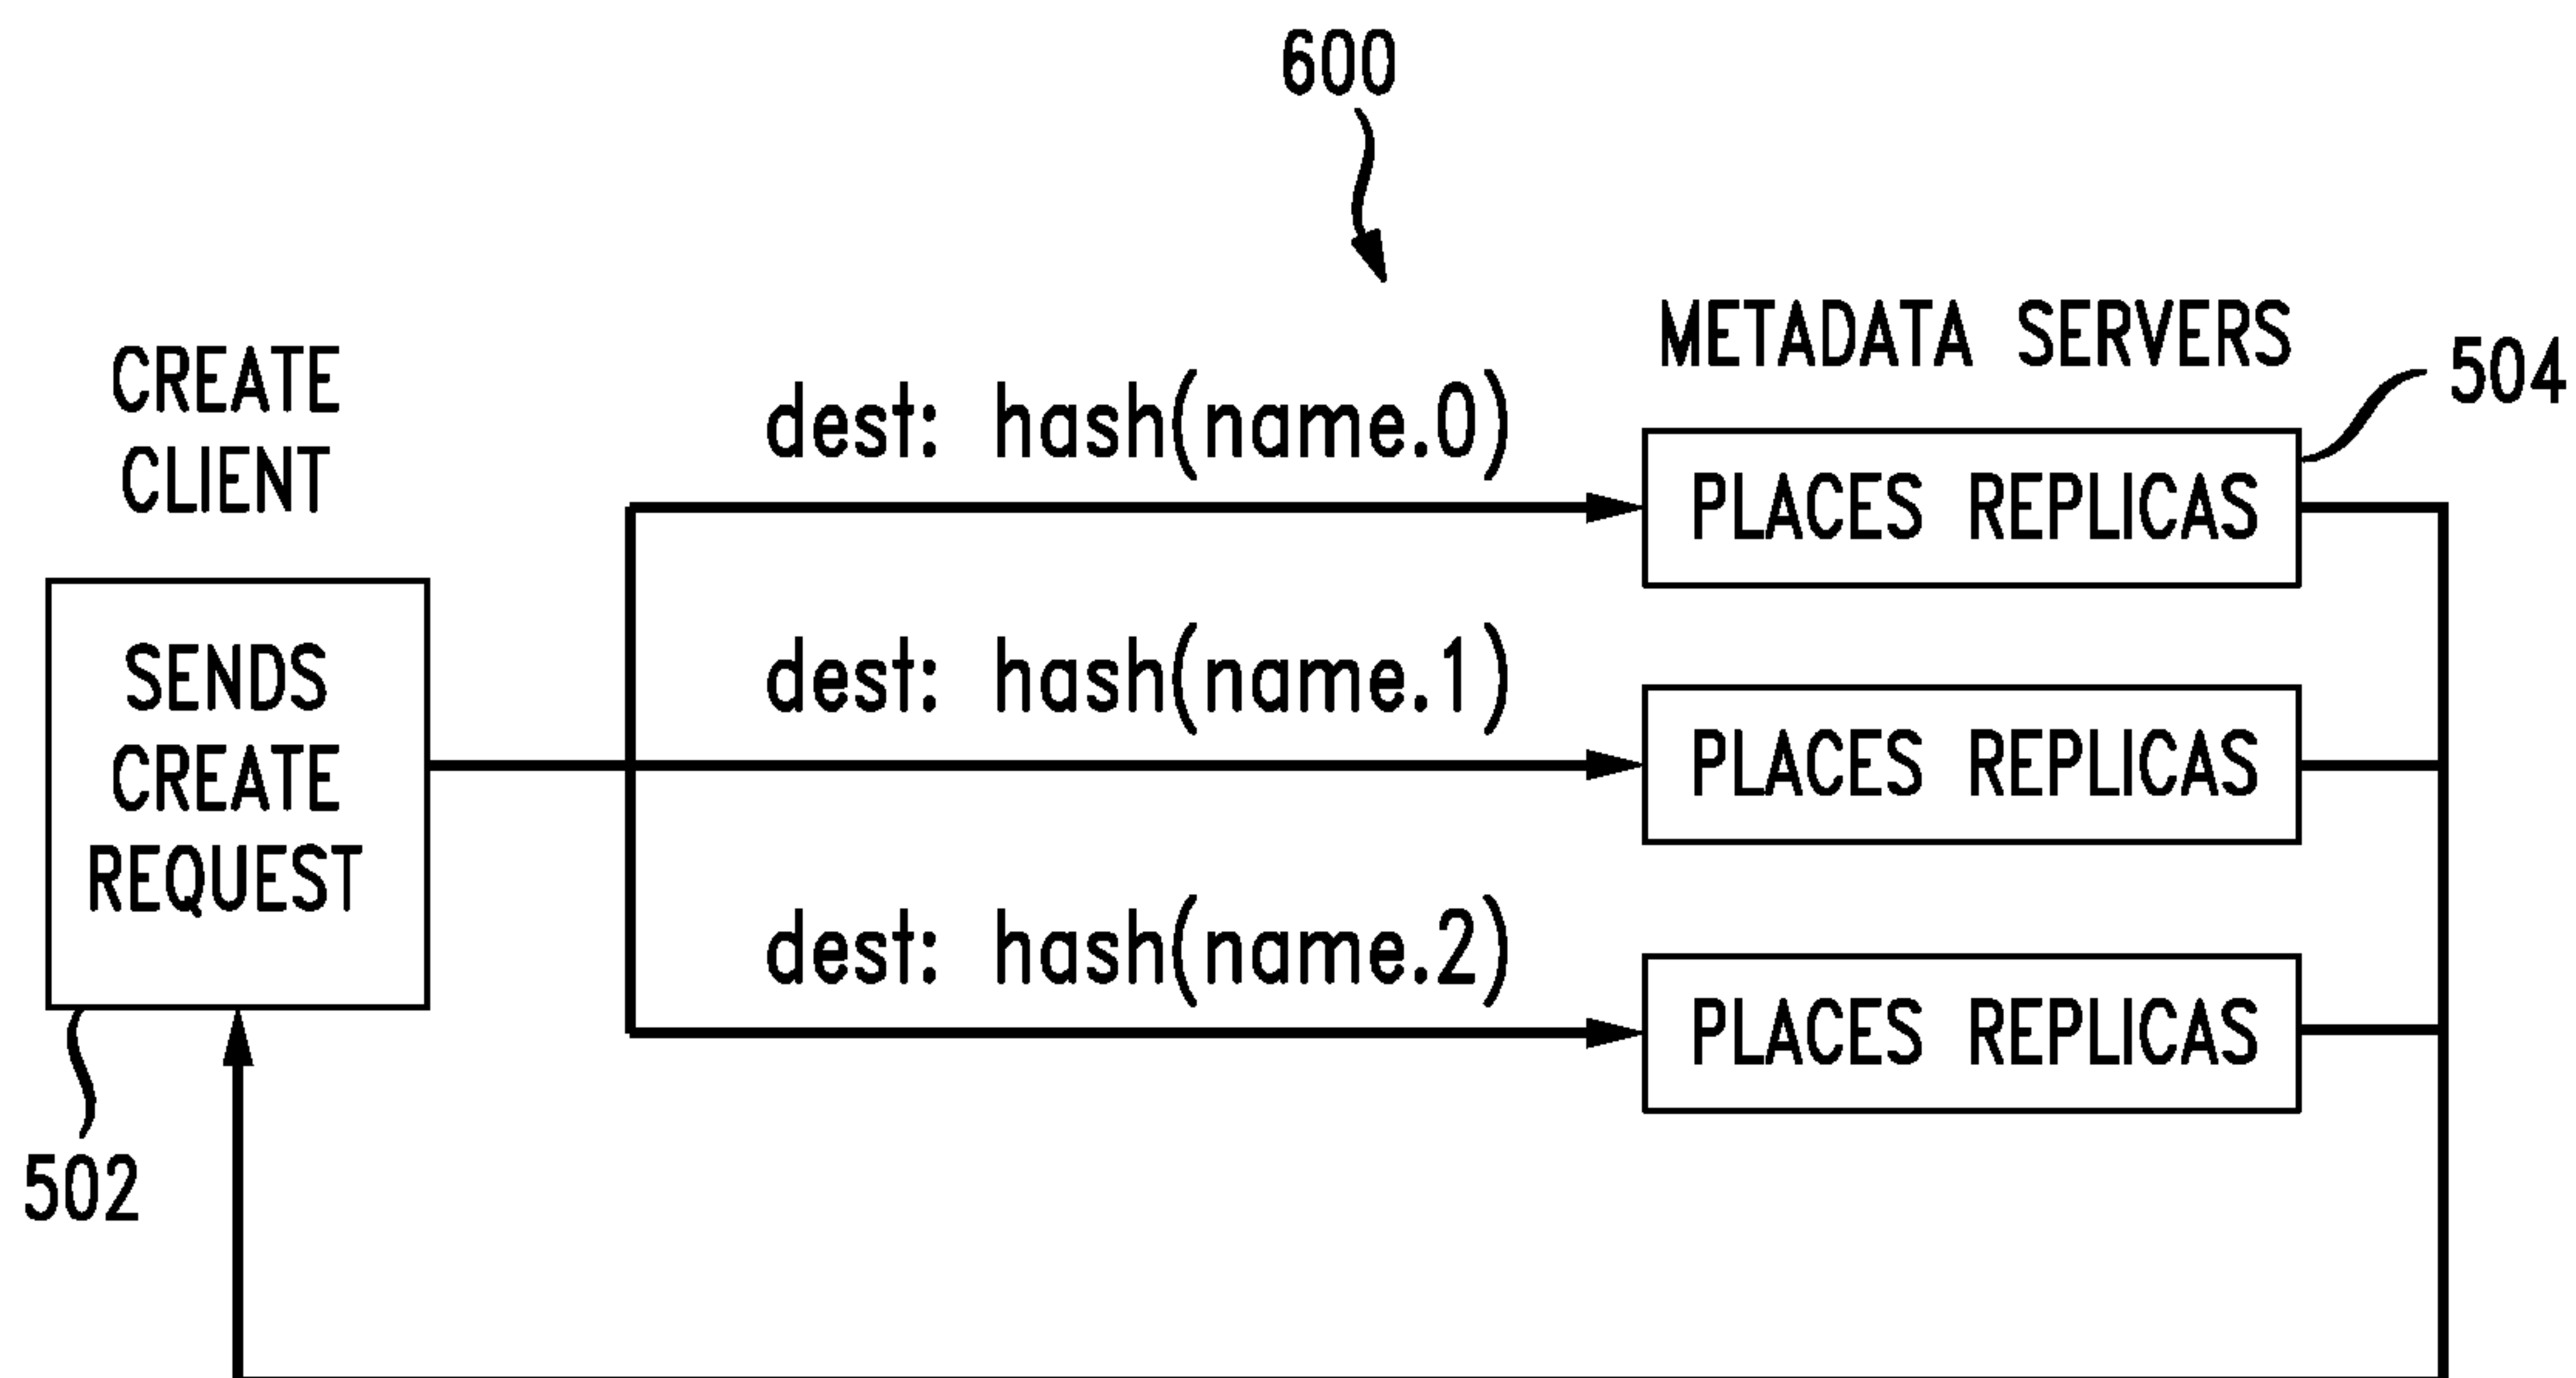 600
CREATE
CLIENT
SENDS
CREATE
REQUEST
502
dest: hash(name.0)
dest: hash(name.1)
dest: hash(name.2)
METADATA SERVERS
504
PLACES REPLICAS
PLACES REPLICAS
PLACES REPLICAS